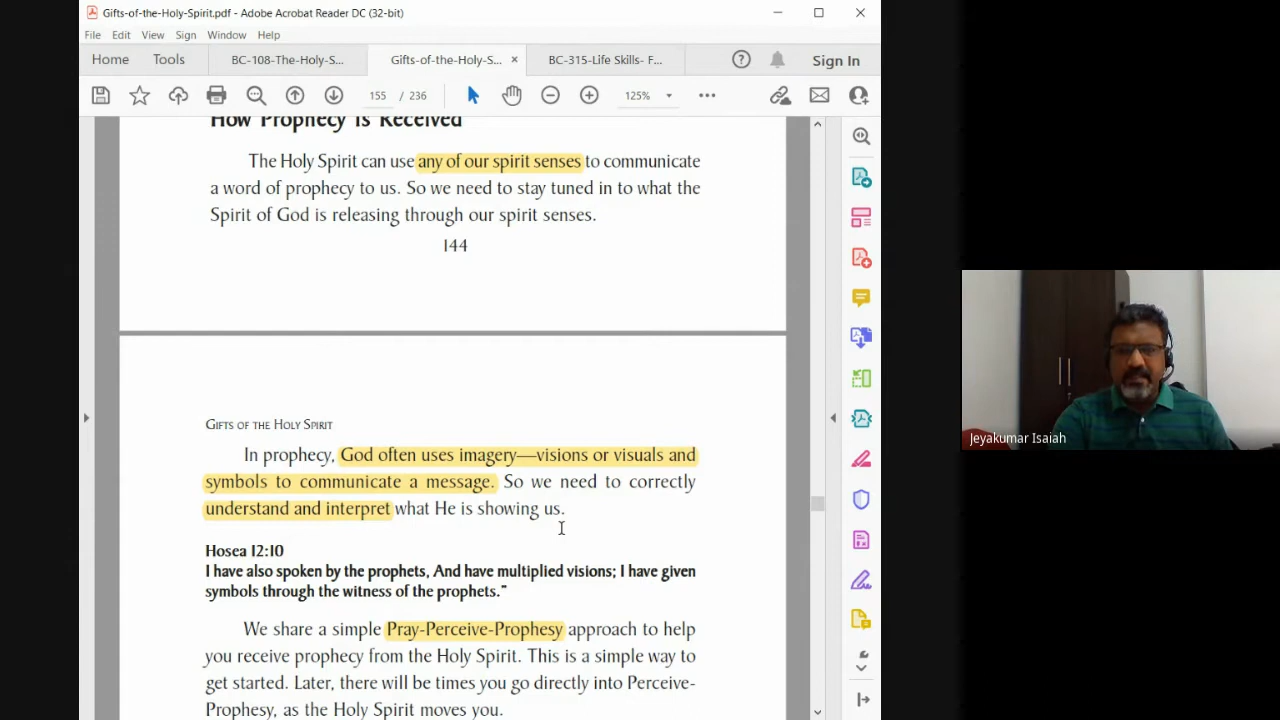 Gifts-of-the-Holy-Spirit.pdf - Adobe Acrobat Reader DC (32-bit)
File Edit View Sign Window Help
Home Tools BC-108-The-Holy-S... Gifts-of-the-Holy-S... BC-315-Life Skills- F... Sign In
155 / 236 125%
How Prophecy Is Received
The Holy Spirit can use any of our spirit senses to communicate
a word of prophecy to us. So we need to stay tuned in to what the
Spirit of God is releasing through our spirit senses.
144
Gifts of the Holy Spirit
In prophecy, God often uses imagery—visions or visuals and
symbols to communicate a message. So we need to correctly
understand and interpret what He is showing us.
Hosea 12:10
I have also spoken by the prophets, And have multiplied visions; I have given
symbols through the witness of the prophets.”
We share a simple Pray-Perceive-Prophesy approach to help
you receive prophecy from the Holy Spirit. This is a simple way to
get started. Later, there will be times you go directly into Perceive-
Prophesy, as the Holy Spirit moves you.
Jeyakumar Isaiah